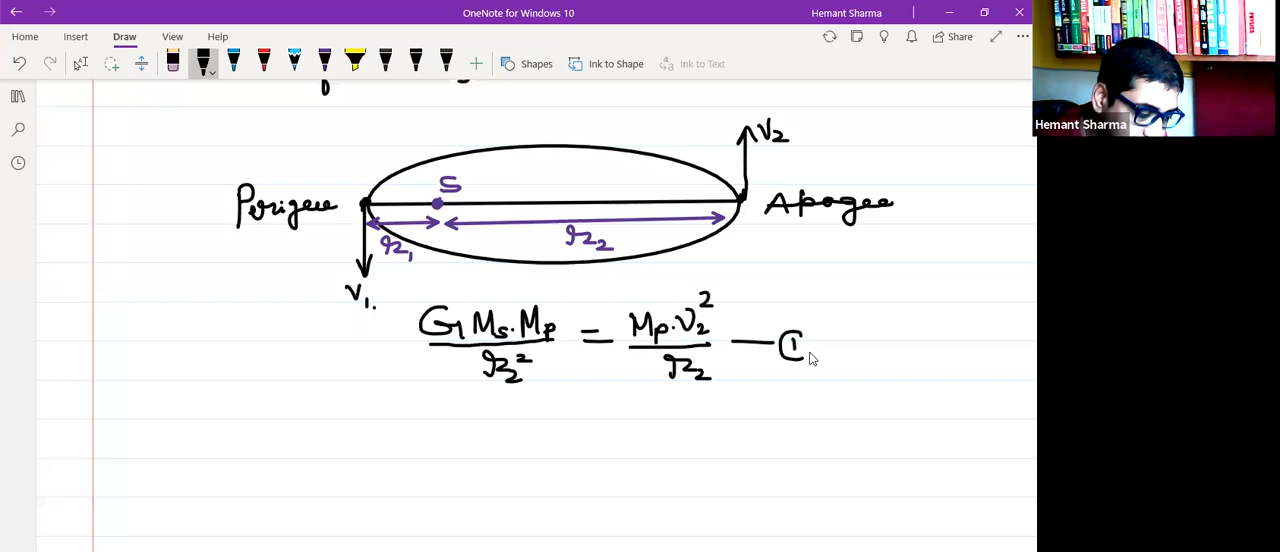 OneNote for Windows 10
Hemant Sharma
Home Insert Draw View Help
Share
Shapes Ink to Shape Ink to Text
V₂
Perigee S Apogee
r₁ r₂
V₁.
G Ms.Mp / r₂² = Mp.V₂² / r₂ — ①
Hemant Sharma
PHYSICS